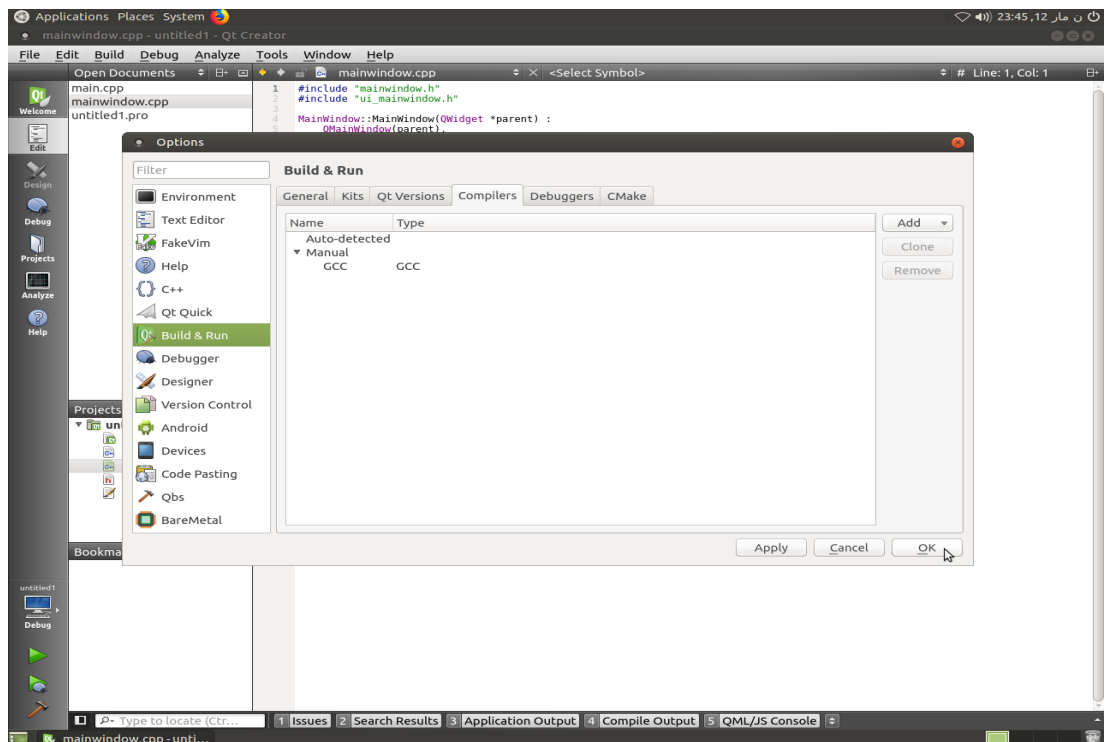 Applications Places System
ن مار 12, 23:45
mainwindow.cpp - untitled1 - Qt Creator
File Edit Build Debug Analyze Tools Window Help
Open Documents mainwindow.cpp <Select Symbol> # Line: 1, Col: 1
Welcome
Edit
Design
Debug
Projects
Analyze
Help
main.cpp
mainwindow.cpp
untitled1.pro
1 #include "mainwindow.h"
2 #include "ui_mainwindow.h"
3
4 MainWindow::MainWindow(QWidget *parent) :
5 QMainWindow(parent),
Options
Filter
Environment
Text Editor
FakeVim
Help
C++
Qt Quick
Build & Run
Debugger
Designer
Version Control
Android
Devices
Code Pasting
Qbs
BareMetal
Build & Run
General Kits Qt Versions Compilers Debuggers CMake
Name Type
Auto-detected
Manual
GCC GCC
Add
Clone
Remove
Apply Cancel OK
Projects
un
Bookma
untitled1
Debug
Type to locate (Ctr...
1 Issues 2 Search Results 3 Application Output 4 Compile Output 5 QML/JS Console
mainwindow.cpp - unti...